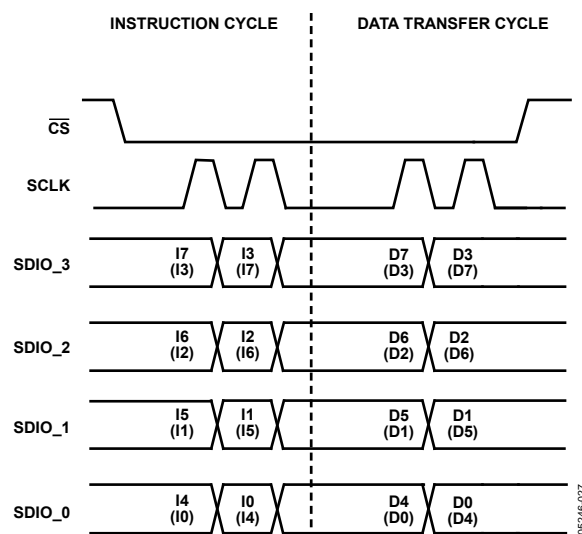 INSTRUCTION CYCLE DATA TRANSFER CYCLE
CS
SCLK
SDIO_3 I7 I3 D7 D3
(I3) (I7) (D3) (D7)
SDIO_2 I6 I2 D6 D2
(I2) (I6) (D2) (D6)
SDIO_1 I5 I1 D5 D1
(I1) (I5) (D1) (D5)
SDIO_0 I4 I0 D4 D0
(I0) (I4) (D0) (D4)
05246-027